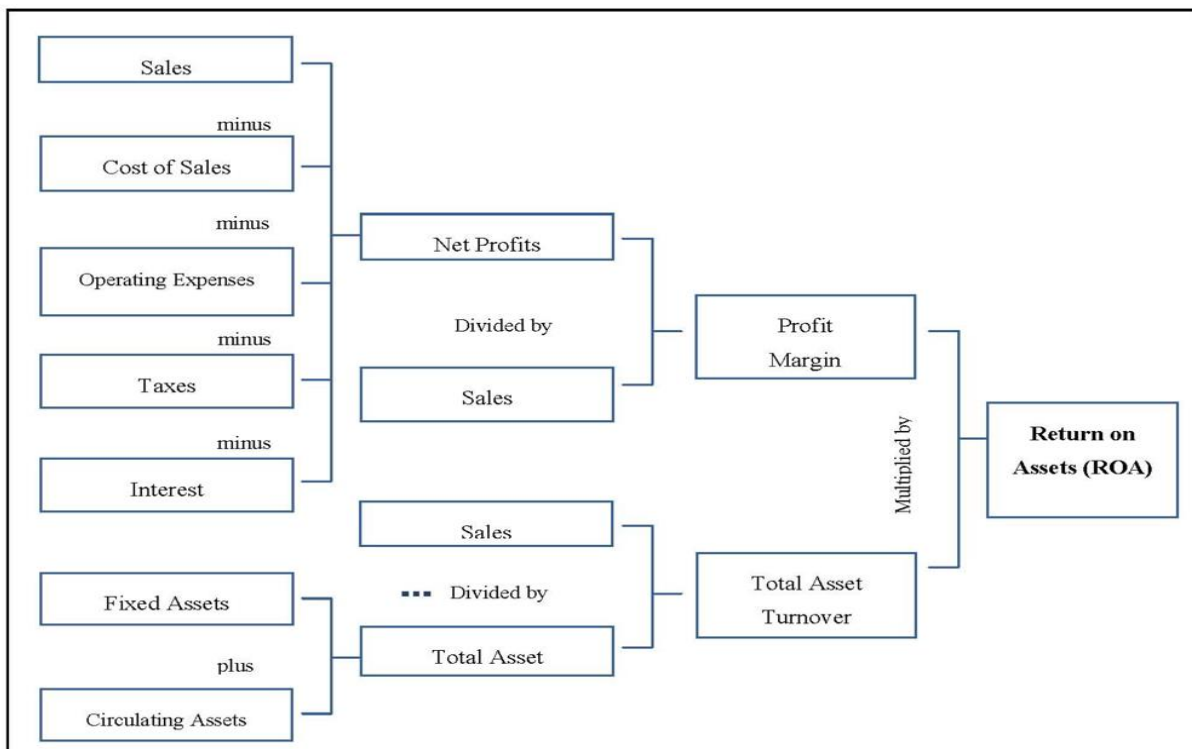 Sales
minus
Cost of Sales
minus
Operating Expenses
minus
Taxes
minus
Interest
Fixed Assets
plus
Circulating Assets
Net Profits
Divided by
Sales
Sales
Divided by
Total Asset
Profit
Margin
Multiplied by
Total Asset
Turnover
Return on
Assets (ROA)